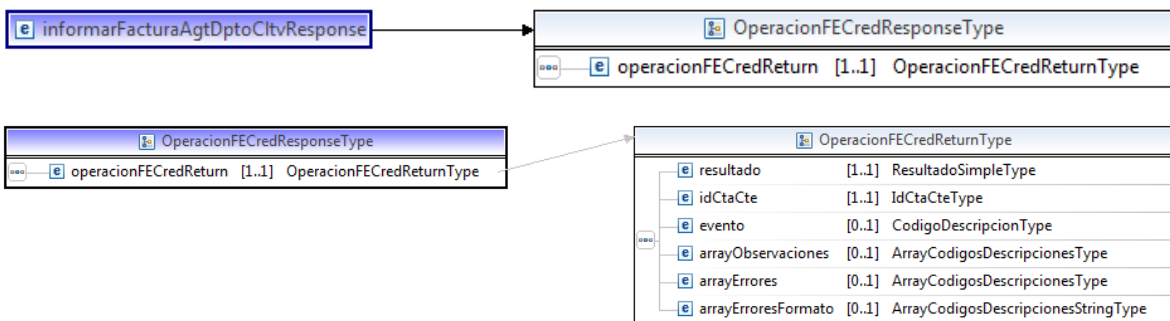 informarFacturaAgtDptoCltvResponse
OperacionFECredResponseType
operacionFECredReturn [1..1] OperacionFECredReturnType
OperacionFECredResponseType
operacionFECredReturn [1..1] OperacionFECredReturnType
OperacionFECredReturnType
resultado [1..1] ResultadoSimpleType
idCtaCte [1..1] IdCtaCteType
evento [0..1] CodigoDescripcionType
arrayObservaciones [0..1] ArrayCodigosDescripcionesType
arrayErrores [0..1] ArrayCodigosDescripcionesType
arrayErroresFormato [0..1] ArrayCodigosDescripcionesStringType